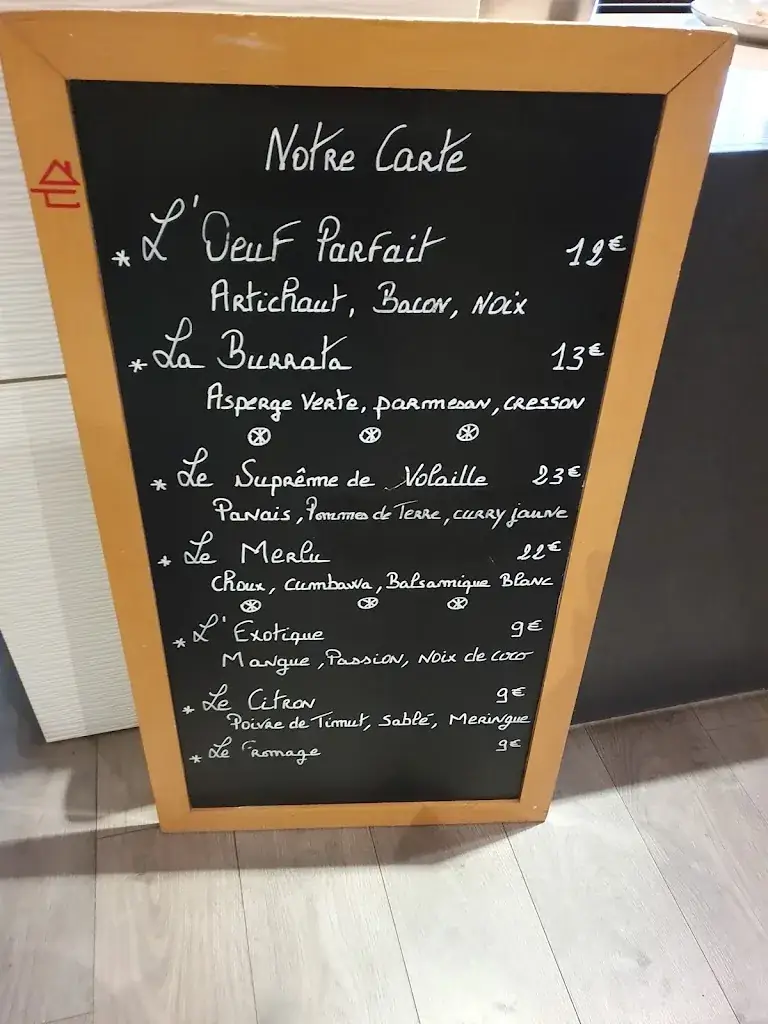 Notre Carte
* L'Oeuf Parfait 12€
Artichaut, Bacon, Noix
* La Burrata 13€
Asperge Verte, parmesan, cresson
* Le Suprême de Volaille 23€
Panais, Pommes de Terre, curry jaune
* Le Merlu 22€
Choux, Cumbawa, Balsamique Blanc
* L'Exotique 9€
Mangue, Passion, Noix de coco
* Le Citron 9€
Poivre de Timut, Sablé, Meringue
* Le Fromage 9€